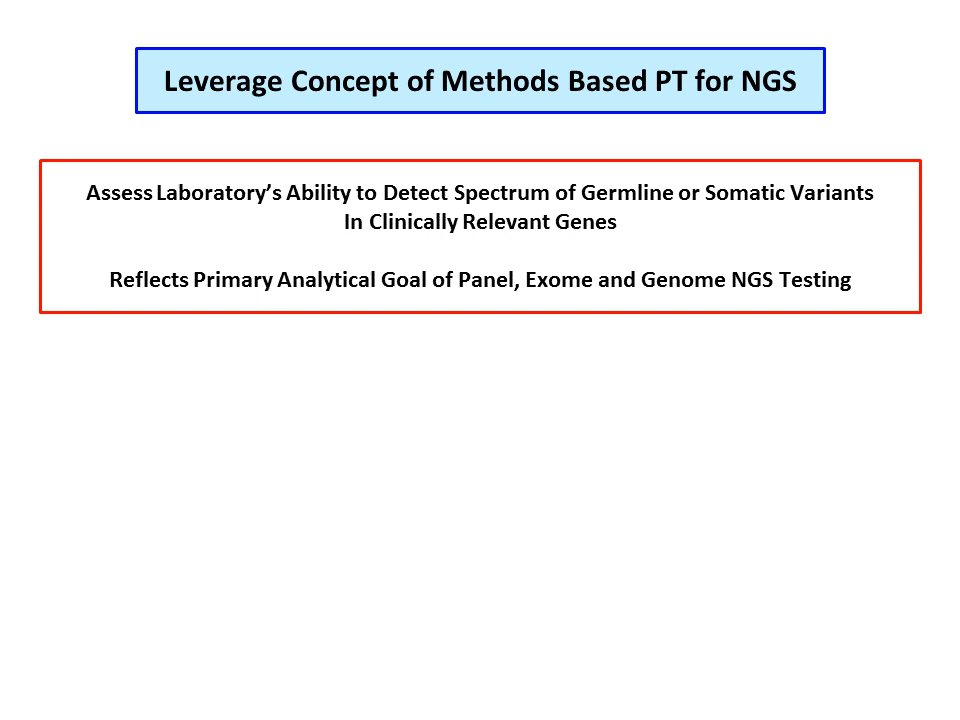 Leverage Concept of Methods Based PT for NGS
Assess Laboratory’s Ability to Detect Spectrum of Germline or Somatic Variants
In Clinically Relevant Genes
Reflects Primary Analytical Goal of Panel, Exome and Genome NGS Testing